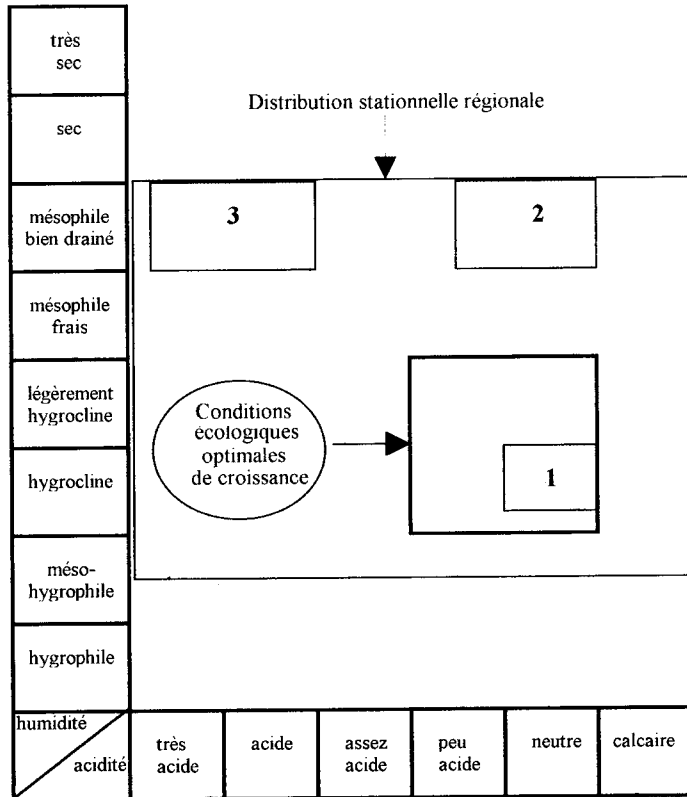 très
sec
sec
Distribution stationnelle régionale
mésophile
bien drainé
3
2
mésophile
frais
légèrement
hygrocline
Conditions
écologiques
optimales
de croissance
hygrocline
1
méso-
hygrophile
hygrophile
humidité
acidité
très
acide
acide
assez
acide
peu
acide
neutre
calcaire